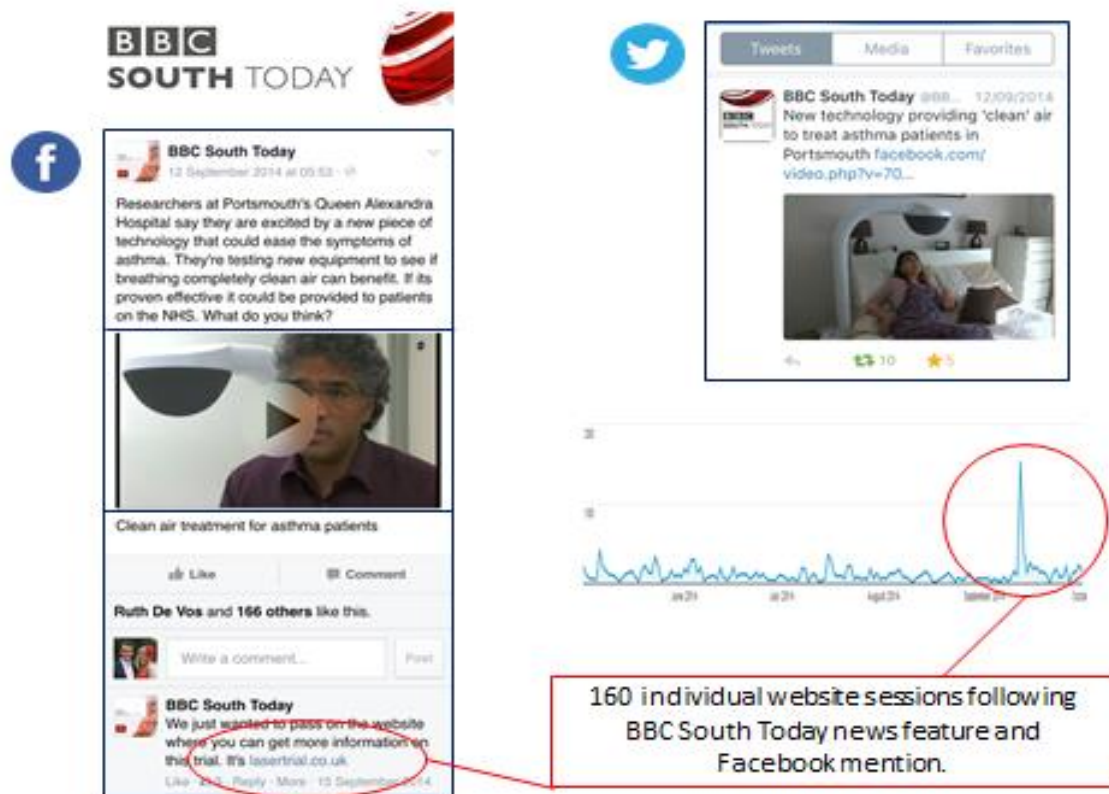 BBC
SOUTH TODAY
f
BBC South Today
12 September 2014 at 05:53
Researchers at Portsmouth's Queen Alexandra
Hospital say they are excited by a new piece of
technology that could ease the symptoms of
asthma. They're testing new equipment to see if
breathing completely clean air can benefit. If its
proven effective it could be provided to patients
on the NHS. What do you think?
Clean air treatment for asthma patients
Like Comment
Ruth De Vos and 166 others like this.
Write a comment... Post
BBC South Today
We just wanted to pass on the website
where you can get more information on
this trial. It's lasertrial.co.uk
Like Reply · More · 15 September 2014
Tweets Media Favorites
BBC South Today @BB... 12/09/2014
New technology providing 'clean' air
to treat asthma patients in
Portsmouth facebook.com/
video.php?v=70...
10 5
160 individual website sessions following
BBC South Today news feature and
Facebook mention.